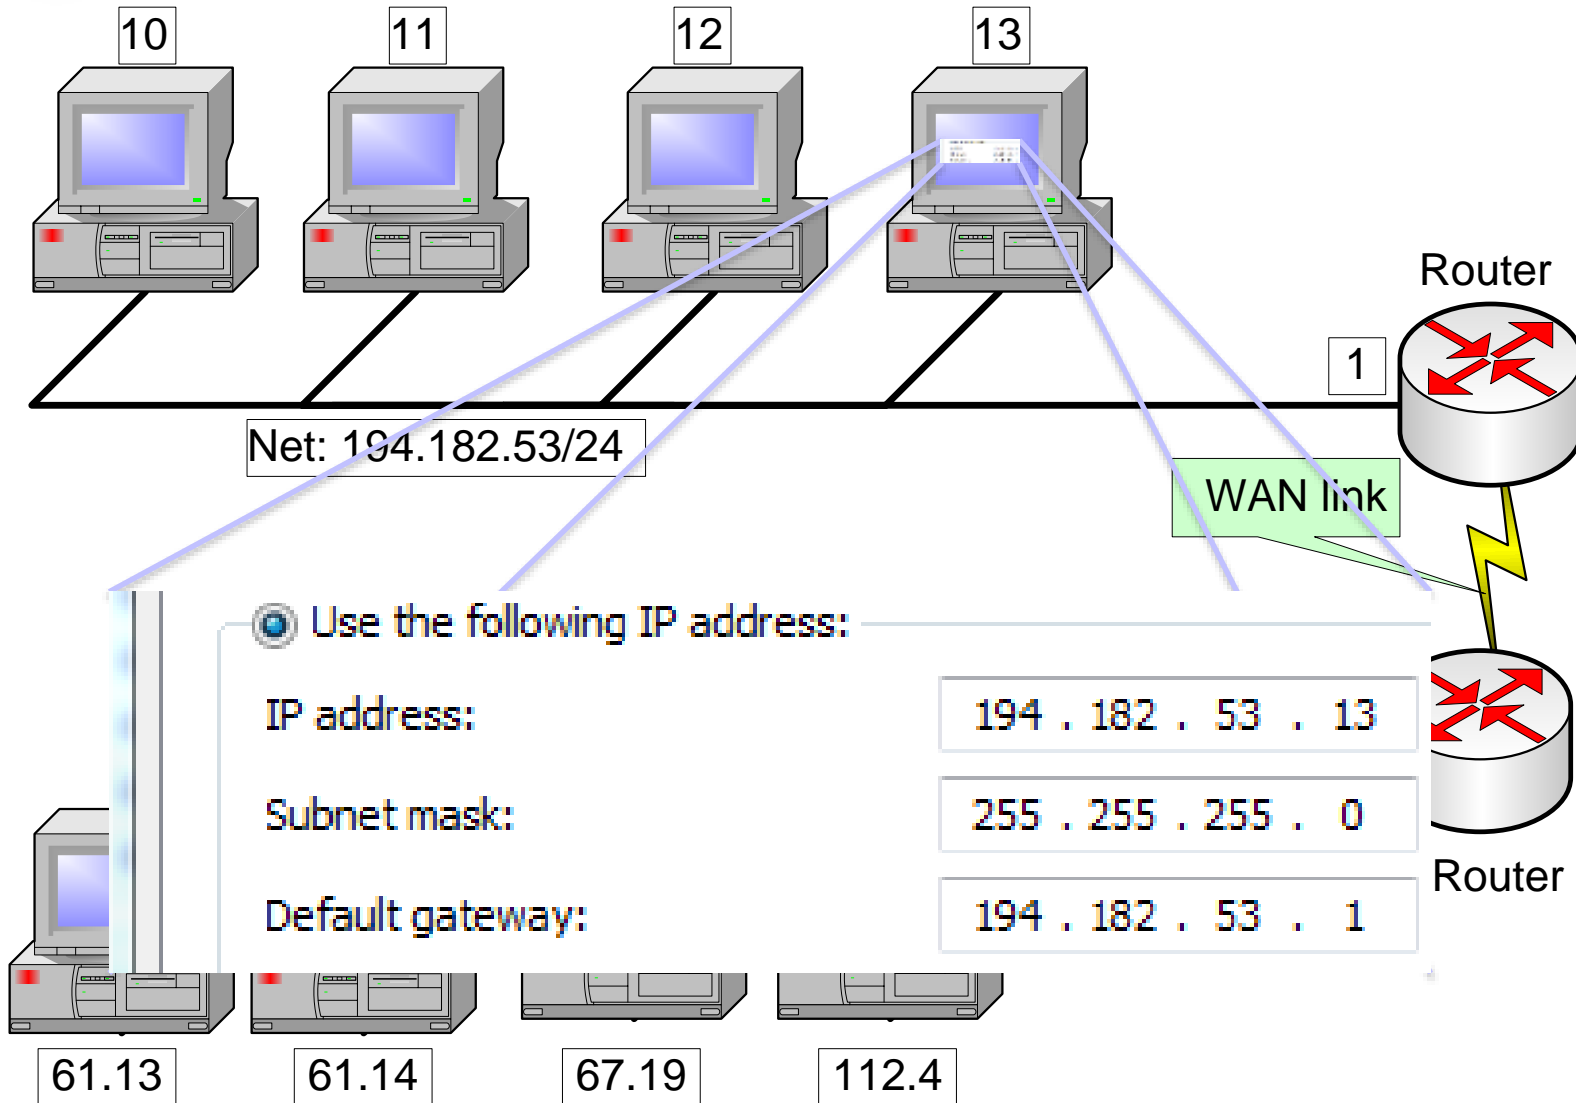 10
11
12
13
Router
1
Net: 194.182.53/24
WAN link
Use the following IP address:
IP address:
194 . 182 . 53 . 13
Subnet mask:
255 . 255 . 255 . 0
Default gateway:
194 . 182 . 53 . 1
Router
61.13
61.14
67.19
112.4